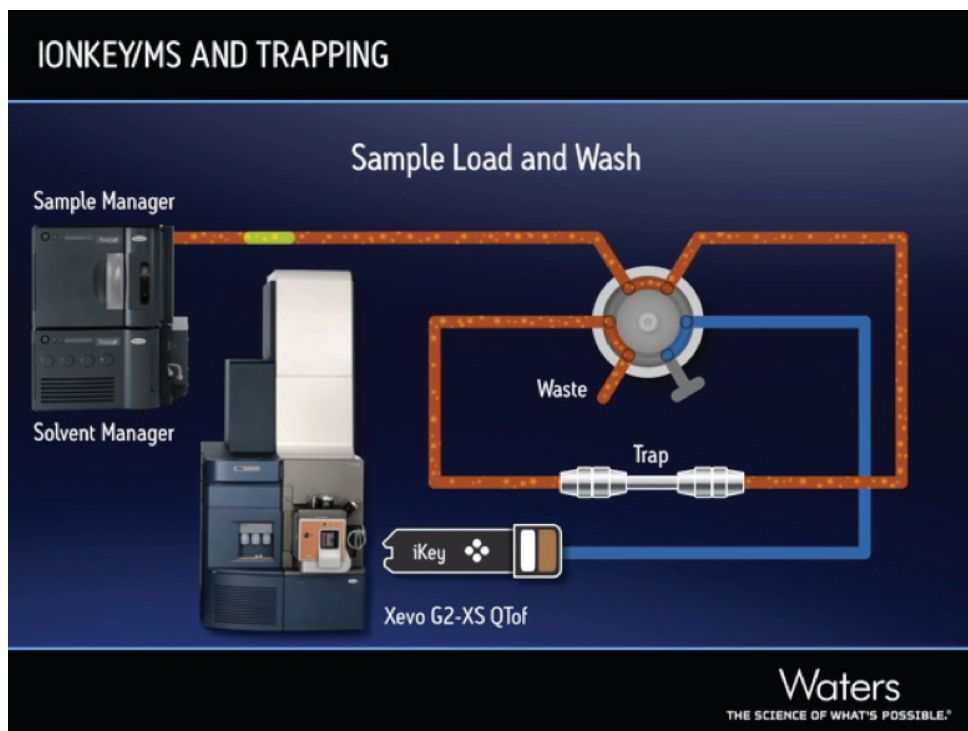 IONKEY/MS AND TRAPPING
Sample Load and Wash
Sample Manager
Waste
Solvent Manager
Trap
iKey
Xevo G2-XS QTof
Waters
THE SCIENCE OF WHAT'S POSSIBLE.®